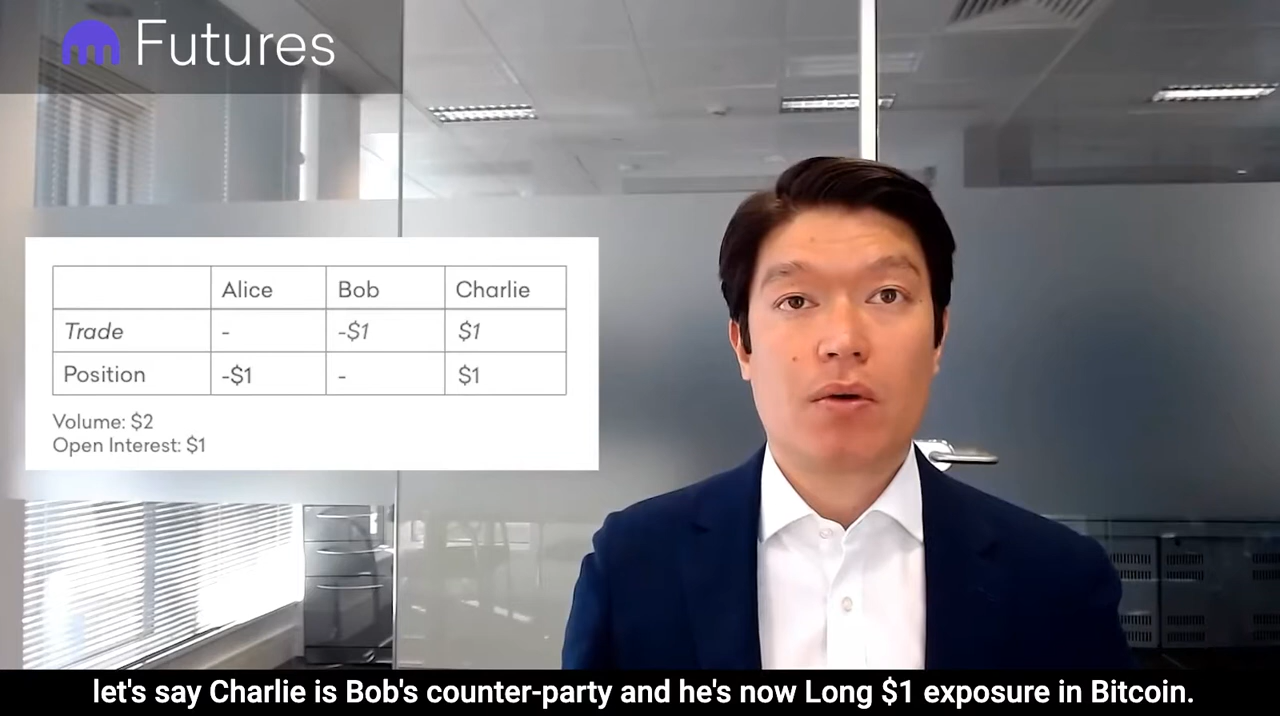 Futures
Alice Bob Charlie
Trade - -$1 $1
Position -$1 - $1
Volume: $2
Open Interest: $1
let's say Charlie is Bob's counter-party and he's now Long $1 exposure in Bitcoin.